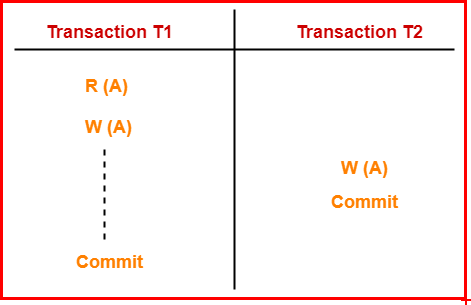 Transaction T1
Transaction T2
R (A)
W (A)
W (A)
Commit
Commit